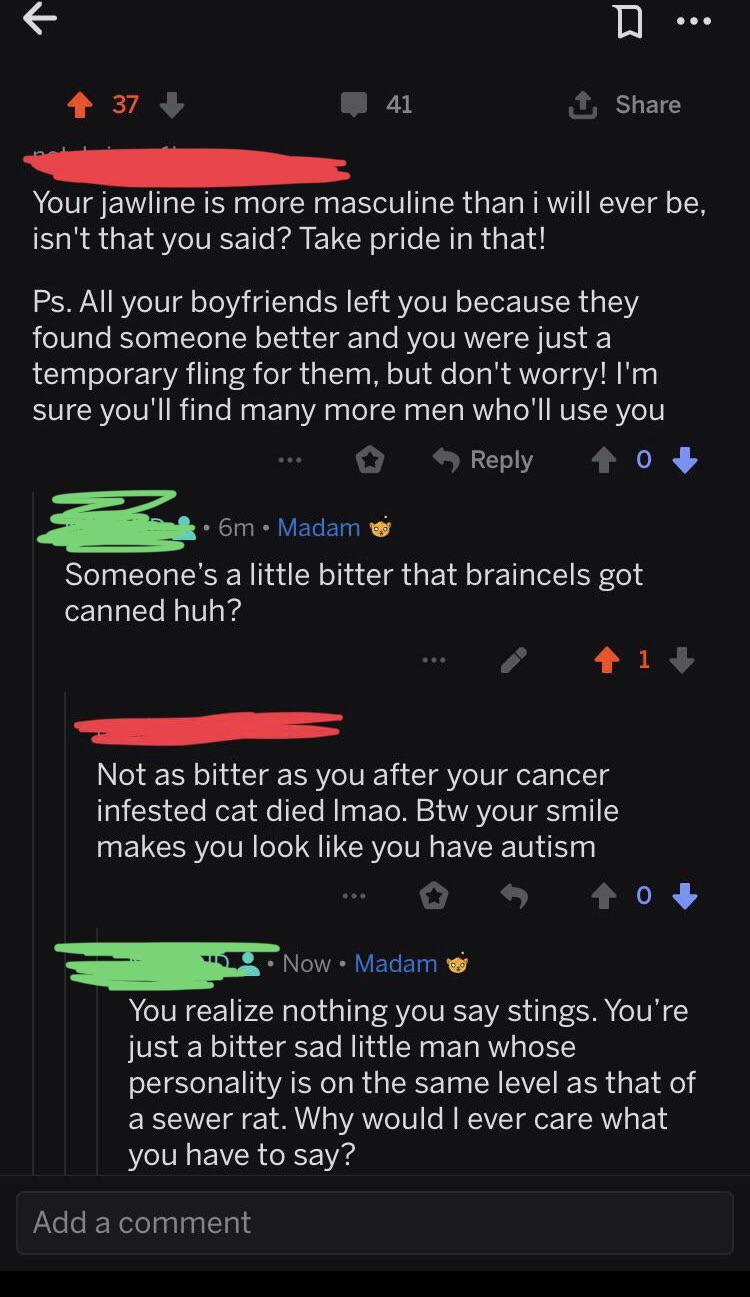 37
41
Share
Your jawline is more masculine than i will ever be,
isn't that you said? Take pride in that!
Ps. All your boyfriends left you because they
found someone better and you were just a
temporary fling for them, but don't worry! I'm
sure you'll find many more men who'll use you
Reply
0
• 6m • Madam
Someone's a little bitter that braincels got
canned huh?
1
Not as bitter as you after your cancer
infested cat died lmao. Btw your smile
makes you look like you have autism
0
• Now • Madam
You realize nothing you say stings. You're
just a bitter sad little man whose
personality is on the same level as that of
a sewer rat. Why would I ever care what
you have to say?
Add a comment